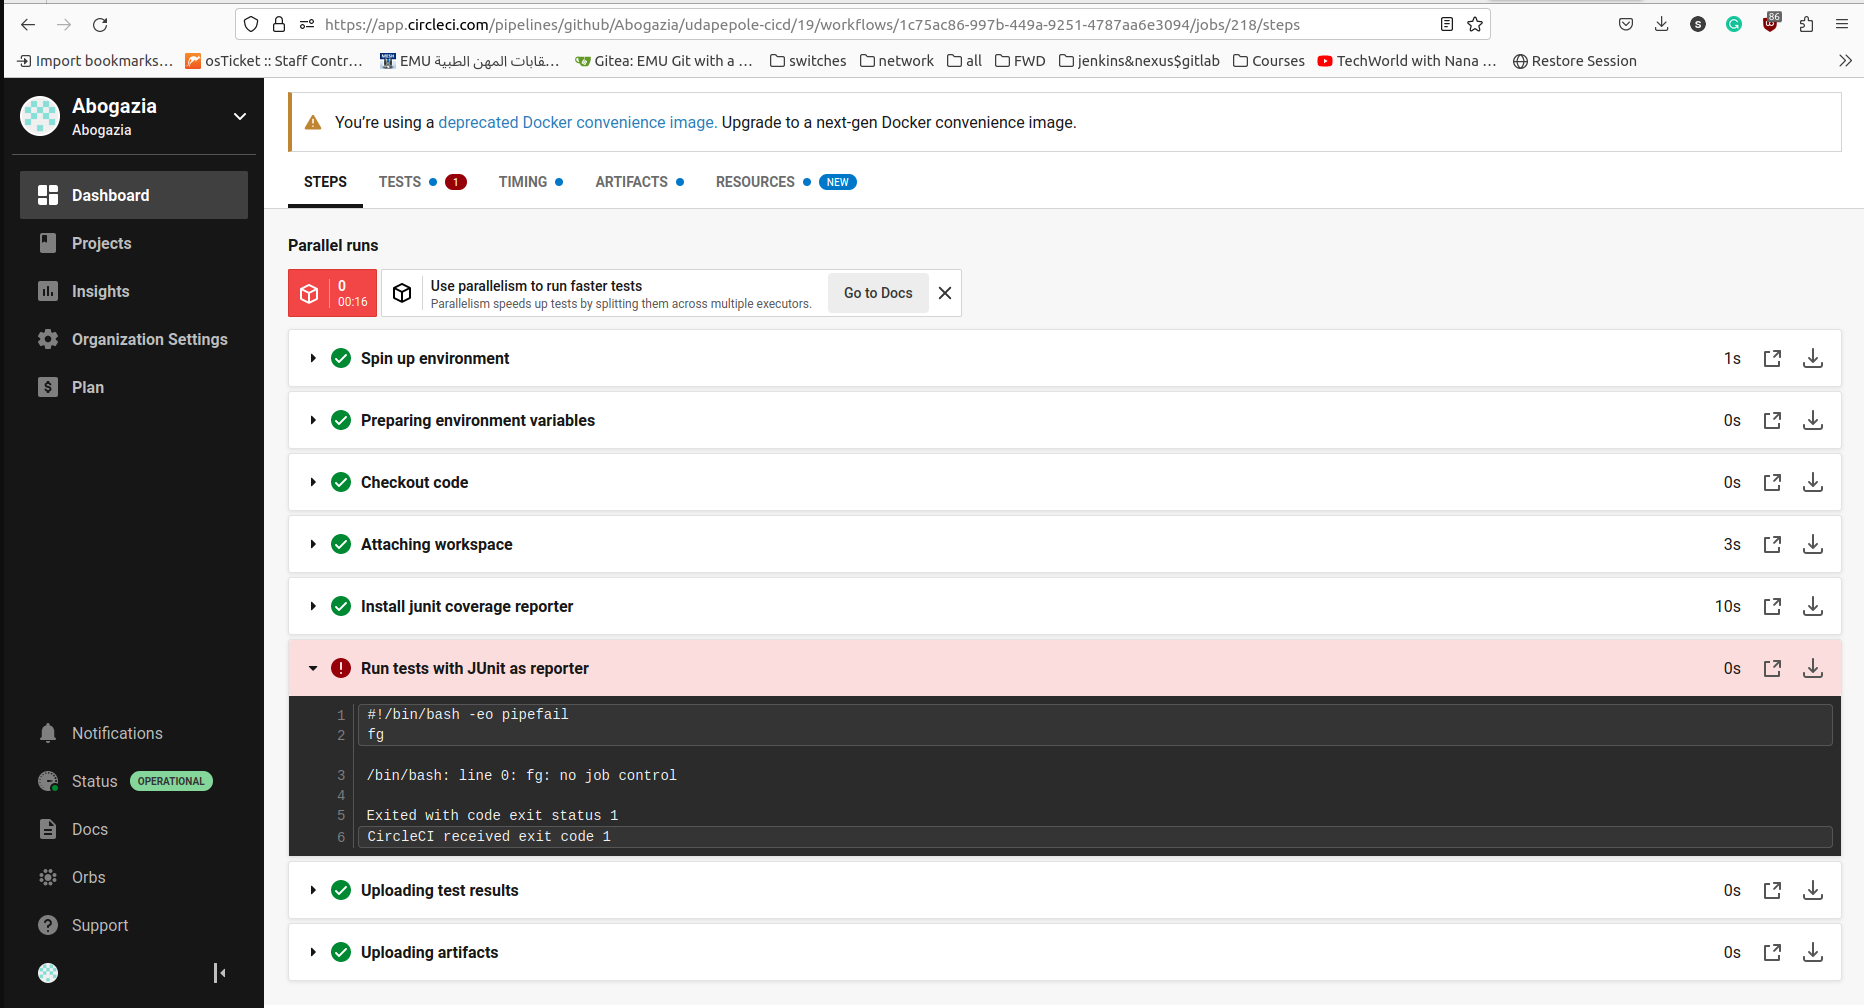 https://app.circleci.com/pipelines/github/Abogazia/udapepole-cicd/19/workflows/1c75ac86-997b-449a-9251-4787aa6e3094/jobs/218/steps
S
G
86
Import bookmarks...
osTicket :: Staff Contr...
EMU نقابات المهن الطبية...
Gitea: EMU Git with a ...
switches
network
all
FWD
jenkins&nexus$gitlab
Courses
TechWorld with Nana ...
Restore Session
Abogazia
Abogazia
Dashboard
Projects
Insights
Organization Settings
Plan
Notifications
Status OPERATIONAL
Docs
Orbs
Support
You're using a deprecated Docker convenience image. Upgrade to a next-gen Docker convenience image.
STEPS
TESTS 1
TIMING
ARTIFACTS
RESOURCES NEW
Parallel runs
0
00:16
Use parallelism to run faster tests
Parallelism speeds up tests by splitting them across multiple executors.
Go to Docs
Spin up environment 1s
Preparing environment variables 0s
Checkout code 0s
Attaching workspace 3s
Install junit coverage reporter 10s
Run tests with JUnit as reporter 0s
1 #!/bin/bash -eo pipefail
2 fg
3 /bin/bash: line 0: fg: no job control
4
5 Exited with code exit status 1
6 CircleCI received exit code 1
Uploading test results 0s
Uploading artifacts 0s